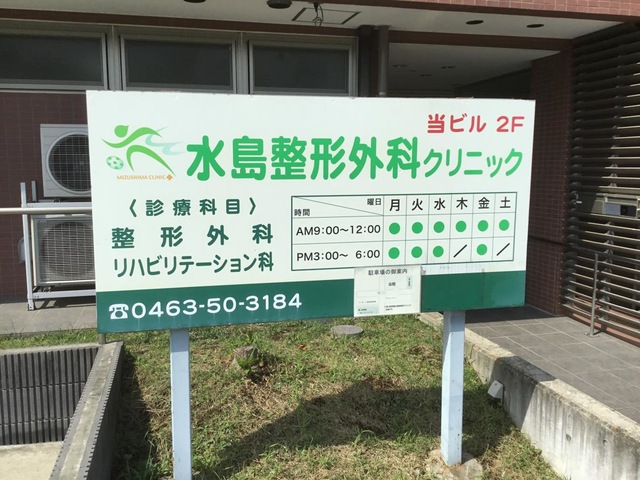 当ビル 2F
水島整形外科クリニック
MIZUSHIMA CLINIC
〈診療科目〉
整形外科
リハビリテーション科
曜日 時間 月 火 水 木 金 土
AM9:00〜12:00 ● ● ● ● ● ●
PM3:00〜 6:00 ● ● ● / ● /
駐車場の御案内
☎0463-50-3184